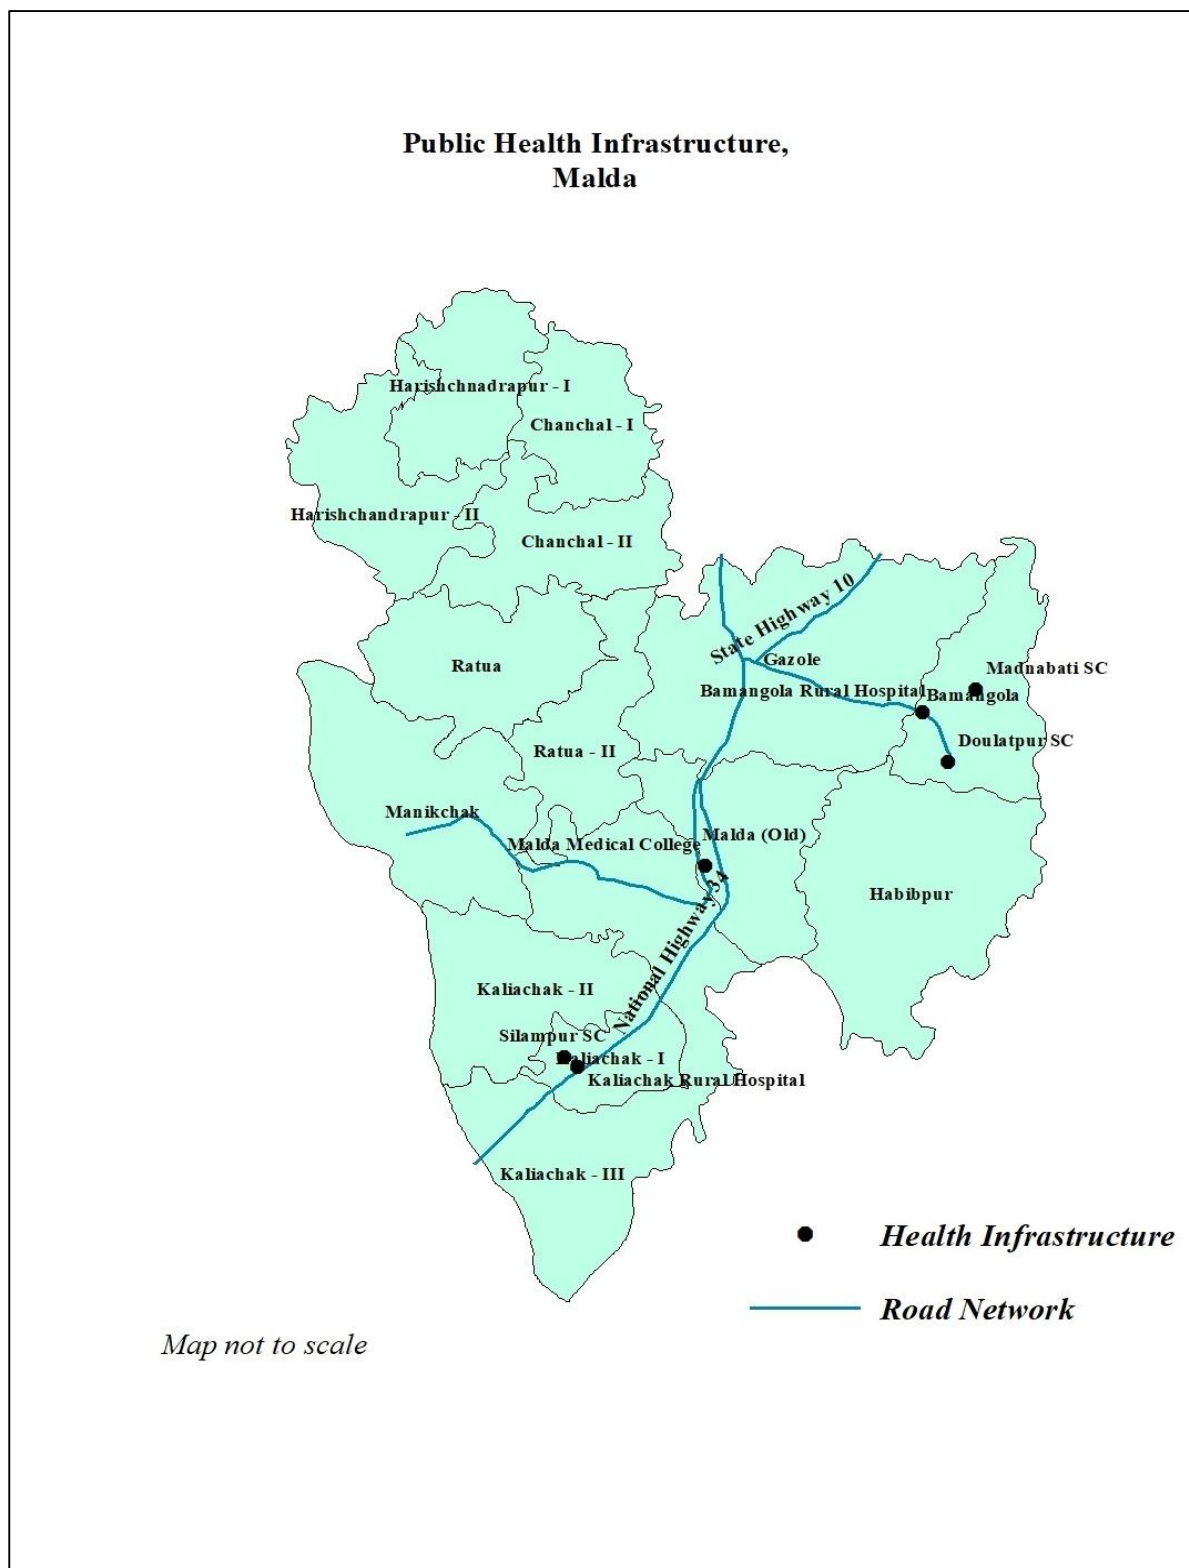 Public Health Infrastructure,
Malda
Harishchnadrapur - I
Chanchal - I
Harishchandrapur - II
Chanchal - II
State Highway 10
Ratua
Gazole
Madnabati SC
Bamangola Rural Hospital
Bamangola
Doulatpur SC
Ratua - II
Manikchak
Malda Medical College
Malda (Old)
Habibpur
National Highway 34
Kaliachak - II
Silampur SC
Kaliachak - I
Kaliachak Rural Hospital
Kaliachak - III
Health Infrastructure
Road Network
Map not to scale